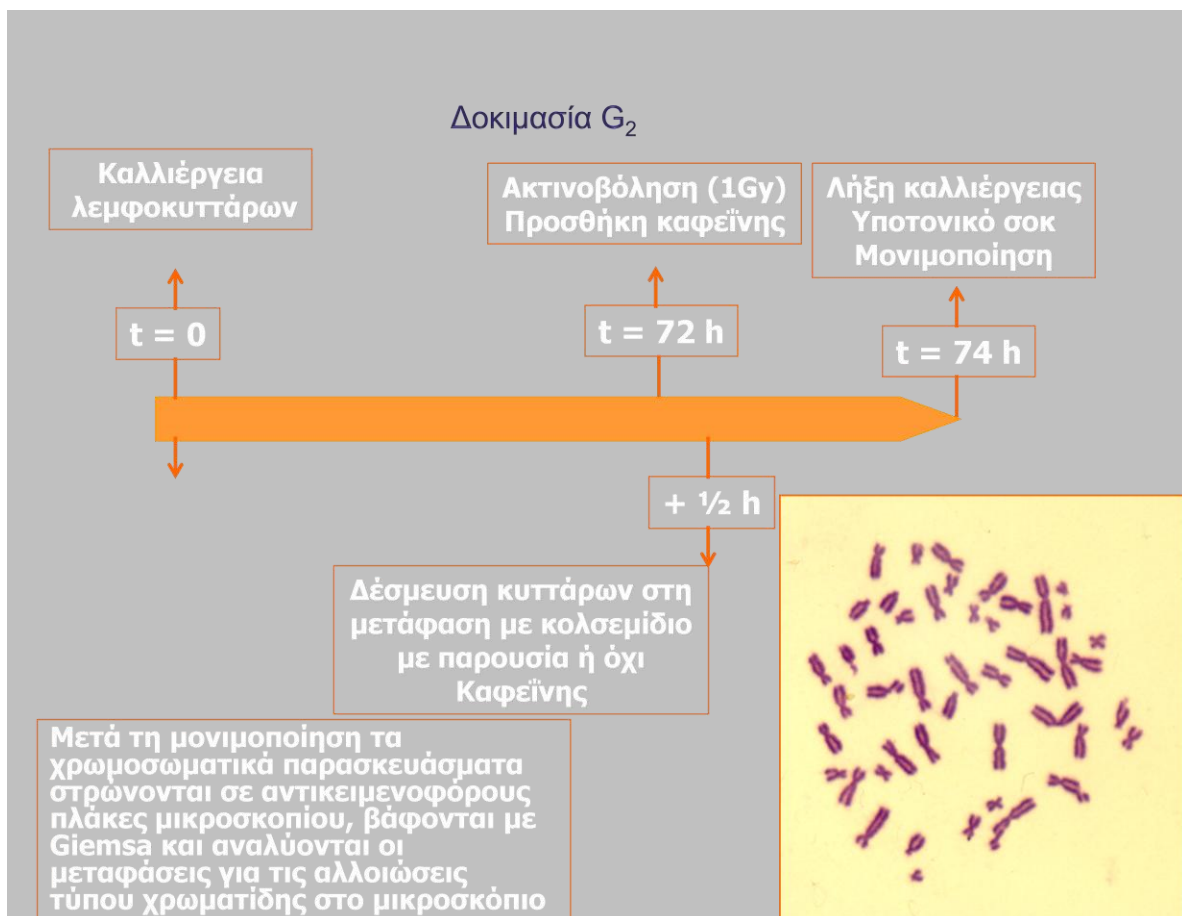 Δοκιμασία G₂
Καλλιέργεια
λεμφοκυττάρων
Ακτινοβόληση (1Gy)
Προσθήκη καφεΐνης
Λήξη καλλιέργειας
Υποτονικό σοκ
Μονιμοποίηση
t = 0
t = 72 h
t = 74 h
+ ½ h
Δέσμευση κυττάρων στη
μετάφαση με κολσεμίδιο
με παρουσία ή όχι
Καφεΐνης
Μετά τη μονιμοποίηση τα
χρωμοσωματικά παρασκευάσματα
στρώνονται σε αντικειμενοφόρους
πλάκες μικροσκοπίου, βάφονται με
Giemsa και αναλύονται οι
μεταφάσεις για τις αλλοιώσεις
τύπου χρωματίδης στο μικροσκόπιο